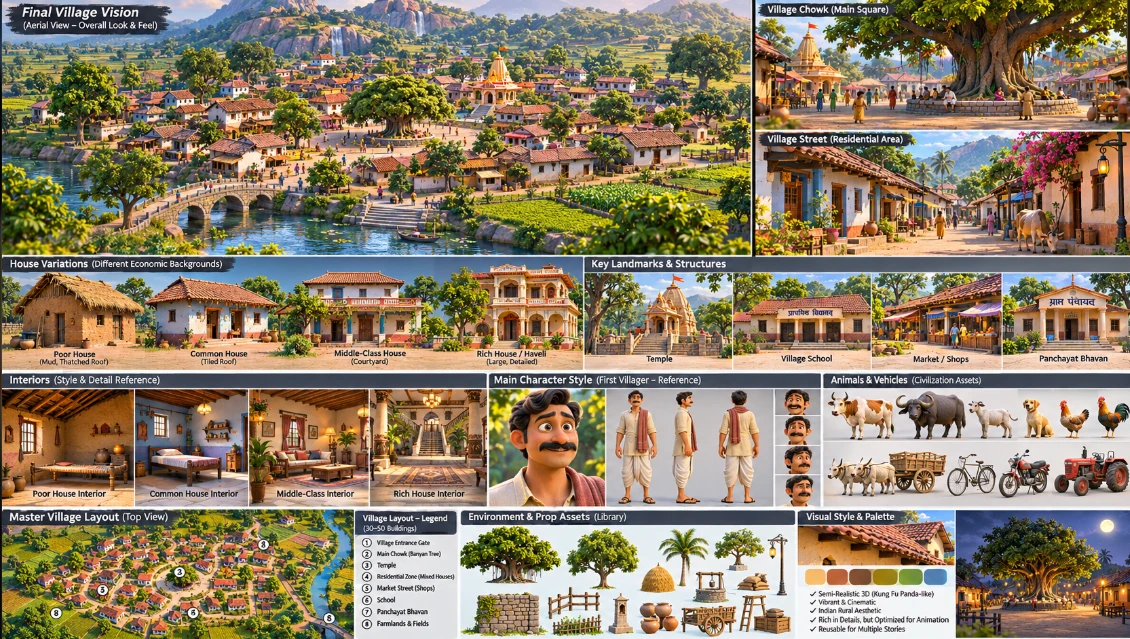 Final Village Vision
(Aerial View – Overall Look & Feel)
Village Chowk (Main Square)
Village Street (Residential Area)
House Variations (Different Economic Backgrounds)
Poor House
(Mud, Thatched Roof)
Common House
(Tiled Roof)
Middle-Class House
(Courtyard)
Rich House / Haveli
(Large, Detailed)
Key Landmarks & Structures
Temple
Village School
Market / Shops
ग्राम पंचायत
Panchayat Bhavan
Interiors (Style & Detail Reference)
Poor House Interior
Common House Interior
Middle-Class Interior
Rich House Interior
Main Character Style (First Villager – Reference)
Animals & Vehicles (Civilization Assets)
Master Village Layout (Top View)
3
3
5
6
8
8
Village Layout – Legend
(30–50 Buildings)
1 Village Entrance Gate
2 Main Chowk (Banyan Tree)
3 Temple
4 Residential Zone (Mixed Houses)
5 Market Street (Shops)
6 School
7 Panchayat Bhavan
8 Farmlands & Fields
Environment & Prop Assets (Library)
Visual Style & Palette
✓ Semi-Realistic 3D (Kung Fu Panda-like)
✓ Vibrant & Cinematic
✓ Indian Rural Aesthetic
✓ Rich in Details, but Optimized for Animation
✓ Reusable for Multiple Stories